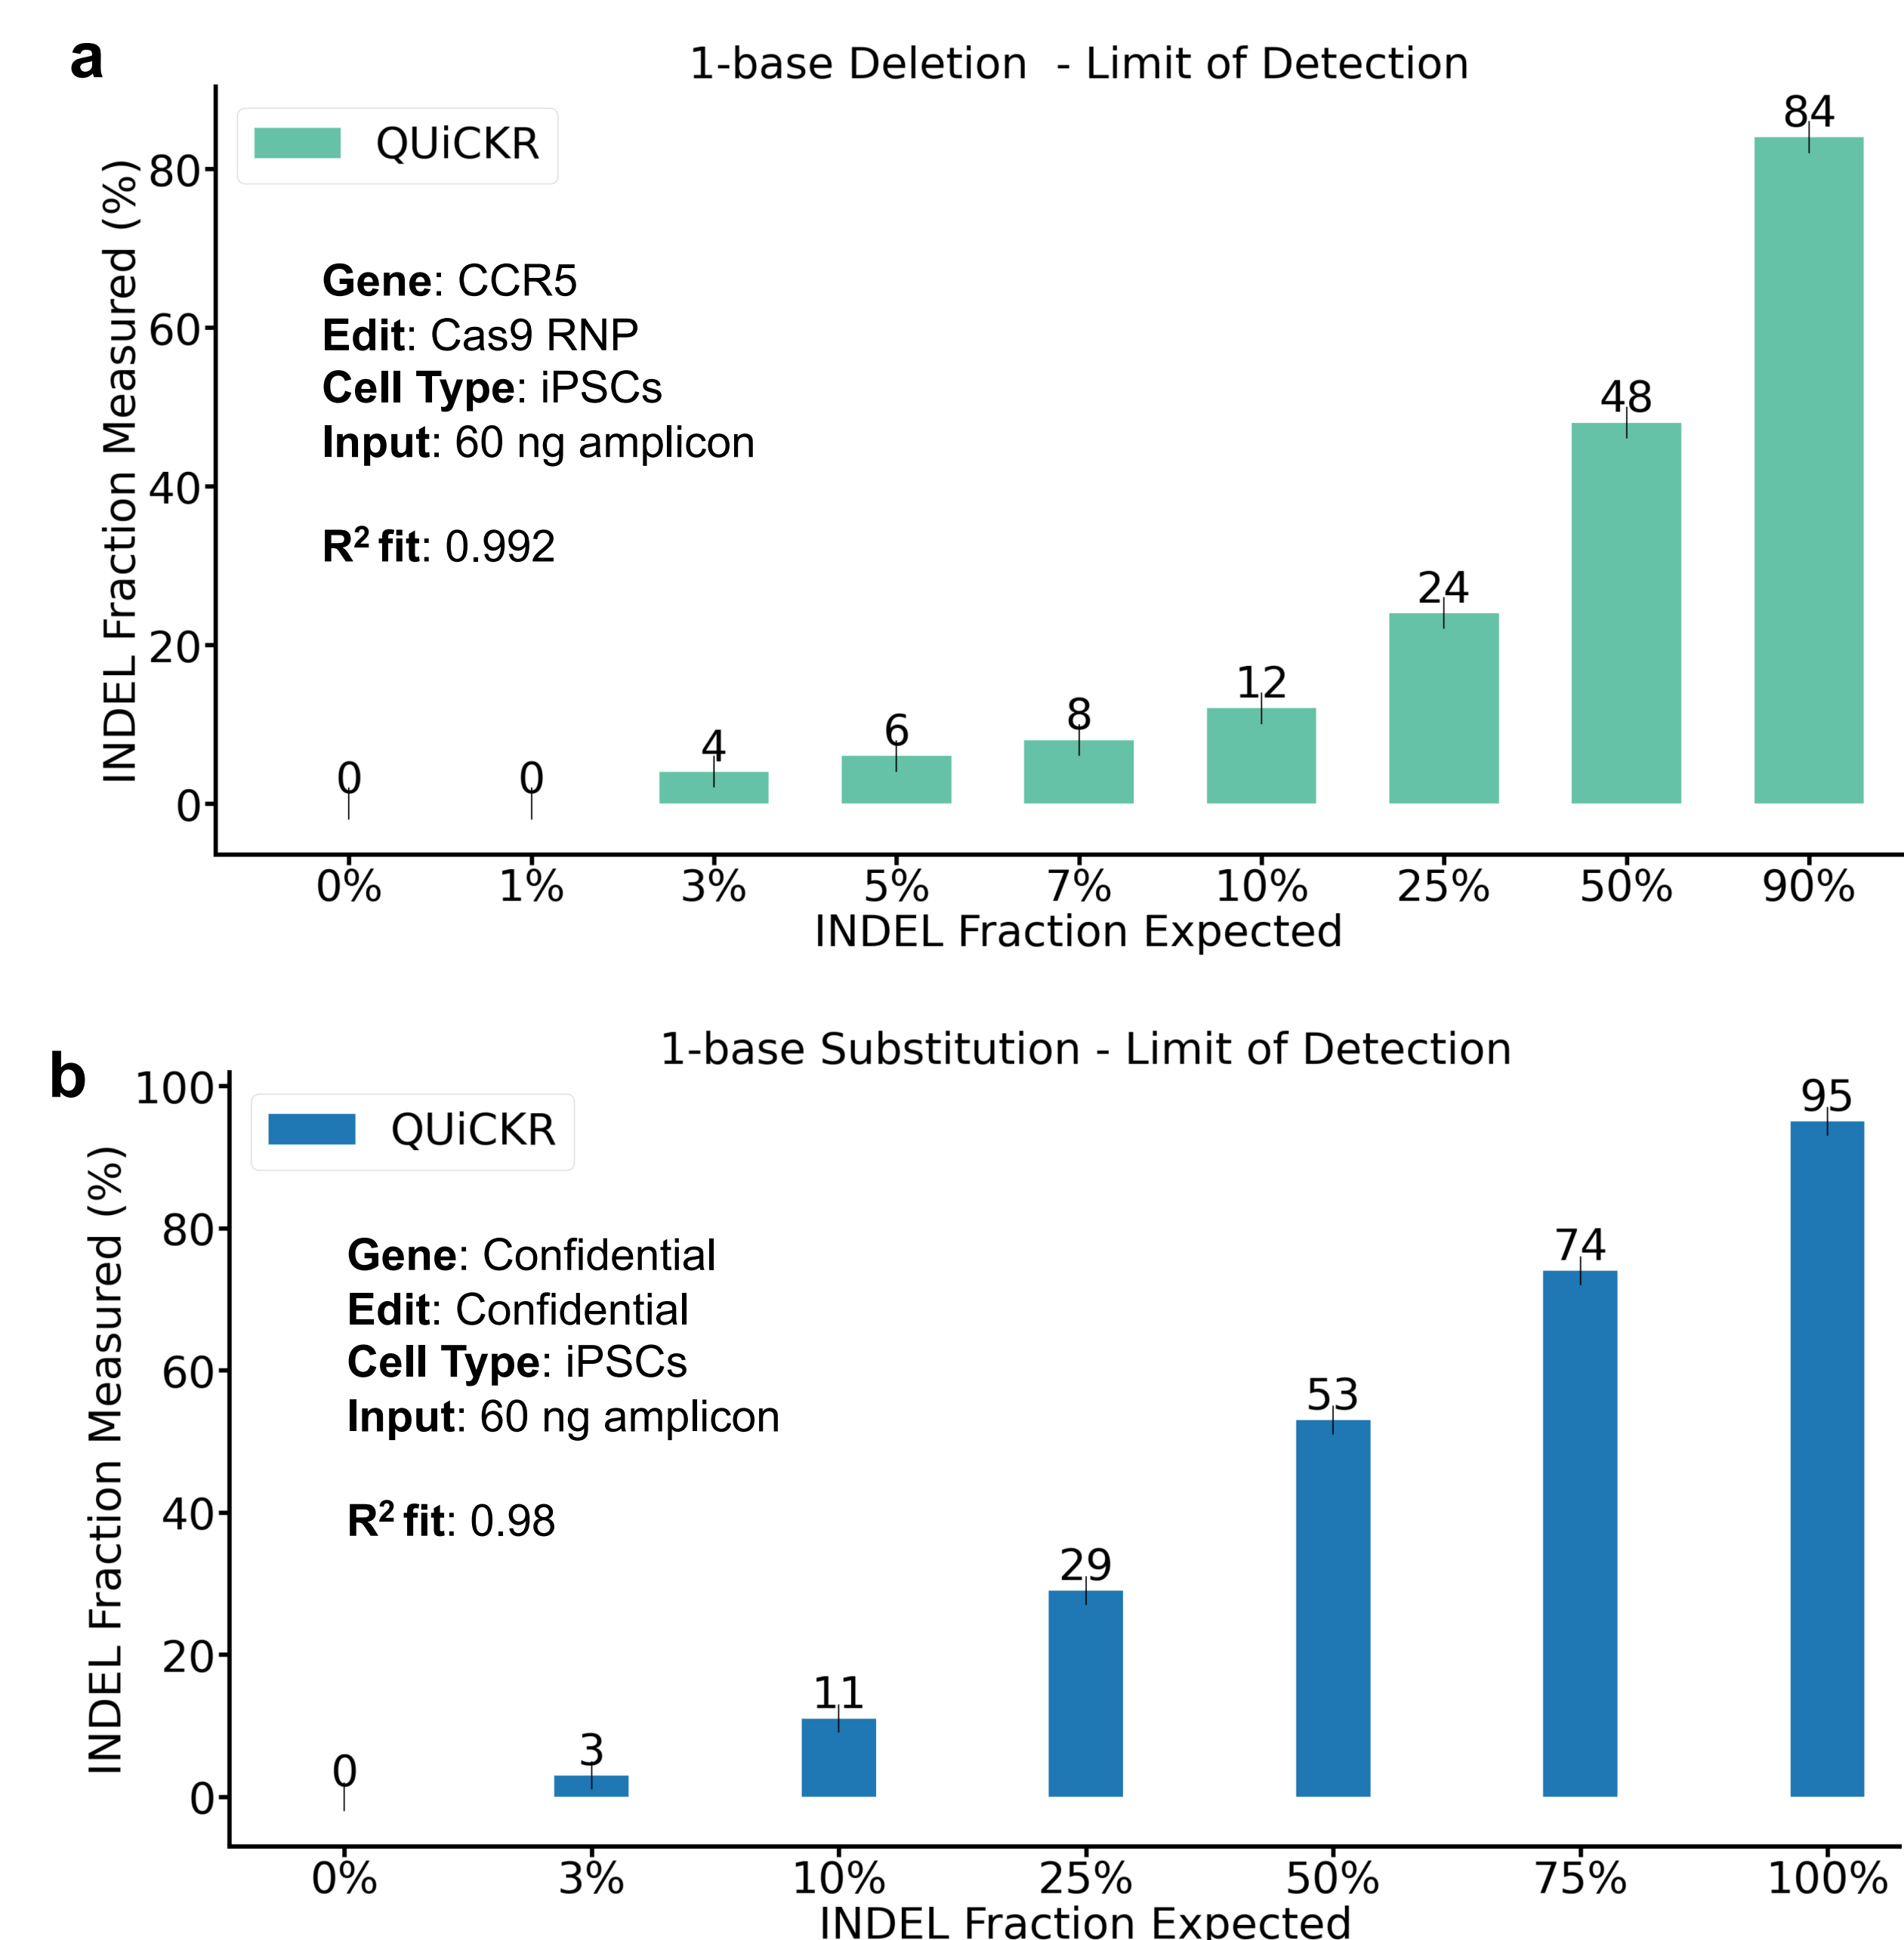 a
1-base Deletion - Limit of Detection
QUiCKR
INDEL Fraction Measured (%)
80
60
40
20
0
Gene: CCR5
Edit: Cas9 RNP
Cell Type: iPSCs
Input: 60 ng amplicon
R² fit: 0.992
0 0 4 6 8 12 24 48 84
0% 1% 3% 5% 7% 10% 25% 50% 90%
INDEL Fraction Expected
b
1-base Substitution - Limit of Detection
QUiCKR
INDEL Fraction Measured (%)
100
80
60
40
20
0
Gene: Confidential
Edit: Confidential
Cell Type: iPSCs
Input: 60 ng amplicon
R² fit: 0.98
0 3 11 29 53 74 95
0% 3% 10% 25% 50% 75% 100%
INDEL Fraction Expected